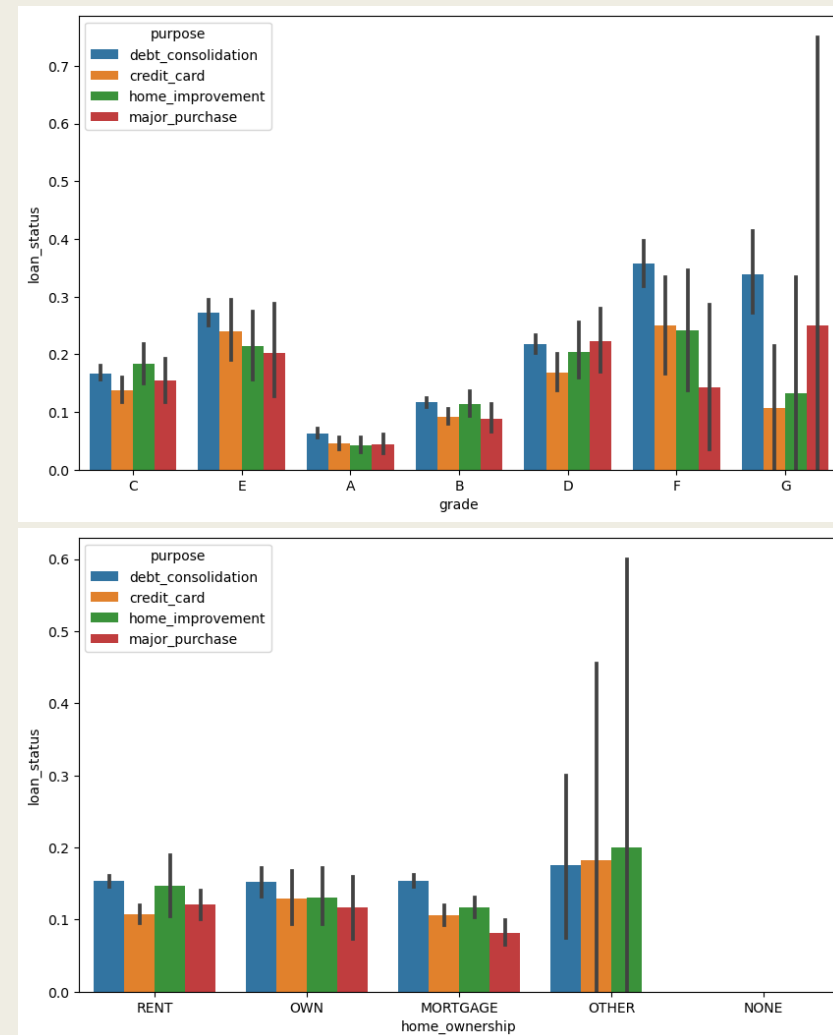 purpose
debt_consolidation
credit_card
home_improvement
major_purchase
0.7
0.6
0.5
0.4
0.3
0.2
0.1
0.0
loan_status
C E A B D F G
grade
purpose
debt_consolidation
credit_card
home_improvement
major_purchase
0.6
0.5
0.4
0.3
0.2
0.1
0.0
loan_status
RENT OWN MORTGAGE OTHER NONE
home_ownership